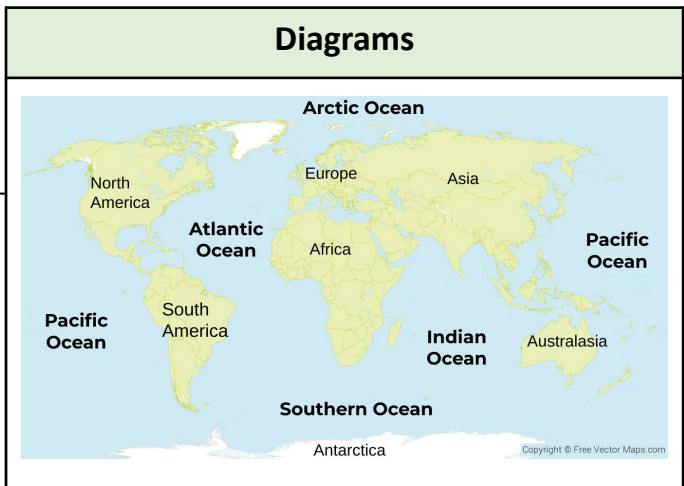 Diagrams
Arctic Ocean
North
America
Europe
Asia
Atlantic
Ocean
Africa
Pacific
Ocean
South
America
Pacific
Ocean
Indian
Ocean
Australasia
Southern Ocean
Antarctica
Copyright © Free Vector Maps.com